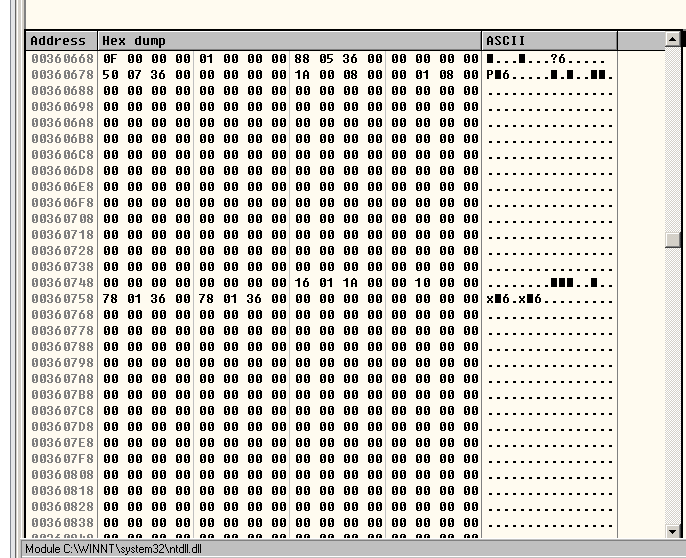 Address Hex dump ASCII
00360668 0F 00 00 00 01 00 00 00 88 05 36 00 00 00 00 00 ■...■...?6.....
00360678 50 07 36 00 00 00 00 00 1A 00 08 00 00 01 08 00 P■6.....■.■..■■.
00360688 00 00 00 00 00 00 00 00 00 00 00 00 00 00 00 00 ................
00360698 00 00 00 00 00 00 00 00 00 00 00 00 00 00 00 00 ................
003606A8 00 00 00 00 00 00 00 00 00 00 00 00 00 00 00 00 ................
003606B8 00 00 00 00 00 00 00 00 00 00 00 00 00 00 00 00 ................
003606C8 00 00 00 00 00 00 00 00 00 00 00 00 00 00 00 00 ................
003606D8 00 00 00 00 00 00 00 00 00 00 00 00 00 00 00 00 ................
003606E8 00 00 00 00 00 00 00 00 00 00 00 00 00 00 00 00 ................
003606F8 00 00 00 00 00 00 00 00 00 00 00 00 00 00 00 00 ................
00360708 00 00 00 00 00 00 00 00 00 00 00 00 00 00 00 00 ................
00360718 00 00 00 00 00 00 00 00 00 00 00 00 00 00 00 00 ................
00360728 00 00 00 00 00 00 00 00 00 00 00 00 00 00 00 00 ................
00360738 00 00 00 00 00 00 00 00 00 00 00 00 00 00 00 00 ................
00360748 00 00 00 00 00 00 00 00 16 01 1A 00 00 10 00 00 ........■■■..■..
00360758 78 01 36 00 78 01 36 00 00 00 00 00 00 00 00 00 x■6.x■6.........
00360768 00 00 00 00 00 00 00 00 00 00 00 00 00 00 00 00 ................
00360778 00 00 00 00 00 00 00 00 00 00 00 00 00 00 00 00 ................
00360788 00 00 00 00 00 00 00 00 00 00 00 00 00 00 00 00 ................
00360798 00 00 00 00 00 00 00 00 00 00 00 00 00 00 00 00 ................
003607A8 00 00 00 00 00 00 00 00 00 00 00 00 00 00 00 00 ................
003607B8 00 00 00 00 00 00 00 00 00 00 00 00 00 00 00 00 ................
003607C8 00 00 00 00 00 00 00 00 00 00 00 00 00 00 00 00 ................
003607D8 00 00 00 00 00 00 00 00 00 00 00 00 00 00 00 00 ................
003607E8 00 00 00 00 00 00 00 00 00 00 00 00 00 00 00 00 ................
003607F8 00 00 00 00 00 00 00 00 00 00 00 00 00 00 00 00 ................
00360808 00 00 00 00 00 00 00 00 00 00 00 00 00 00 00 00 ................
00360818 00 00 00 00 00 00 00 00 00 00 00 00 00 00 00 00 ................
00360828 00 00 00 00 00 00 00 00 00 00 00 00 00 00 00 00 ................
00360838 00 00 00 00 00 00 00 00 00 00 00 00 00 00 00 00 ................
Module C:\WINNT\system32\ntdll.dll